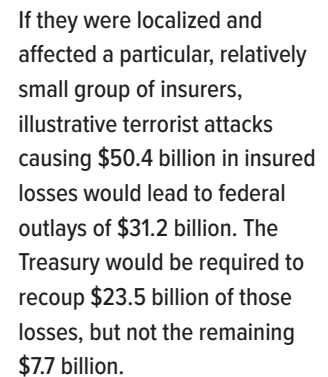 If they were localized and
affected a particular, relatively
small group of insurers,
illustrative terrorist attacks
causing $50.4 billion in insured
losses would lead to federal
outlays of $31.2 billion. The
Treasury would be required to
recoup $23.5 billion of those
losses, but not the remaining
$7.7 billion.